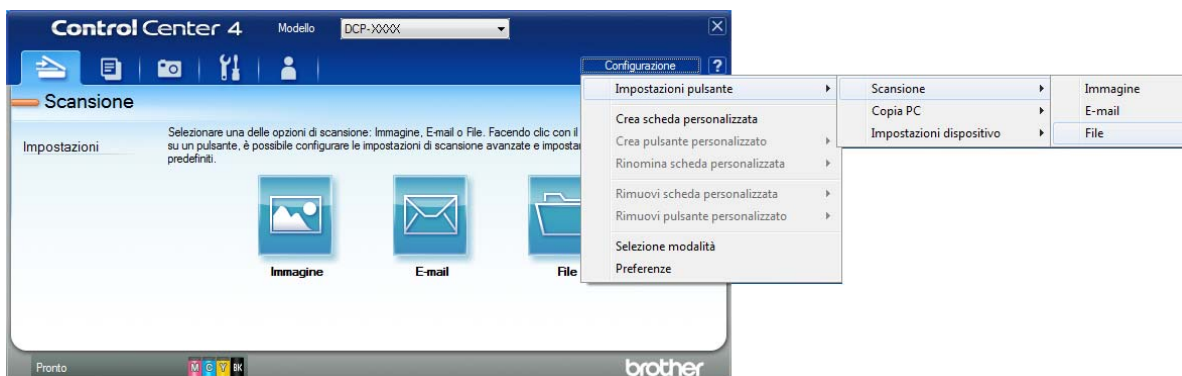 Control Center 4
Modello
DCP-XXXX
Configurazione
?
Scansione
Impostazioni
Selezionare una delle opzioni di scansione: Immagine, E-mail o File. Facendo clic con il
su un pulsante, è possibile configurare le impostazioni di scansione avanzate e
predefiniti.
Immagine
E-mail
File
Impostazioni pulsante
Crea scheda personalizzata
Crea pulsante personalizzato
Rinomina scheda personalizzata
Rimuovi scheda personalizzata
Rimuovi pulsante personalizzato
Selezione modalità
Preferenze
Scansione
Copia PC
Impostazioni dispositivo
Immagine
E-mail
File
Pronto
M C Y BK
brother